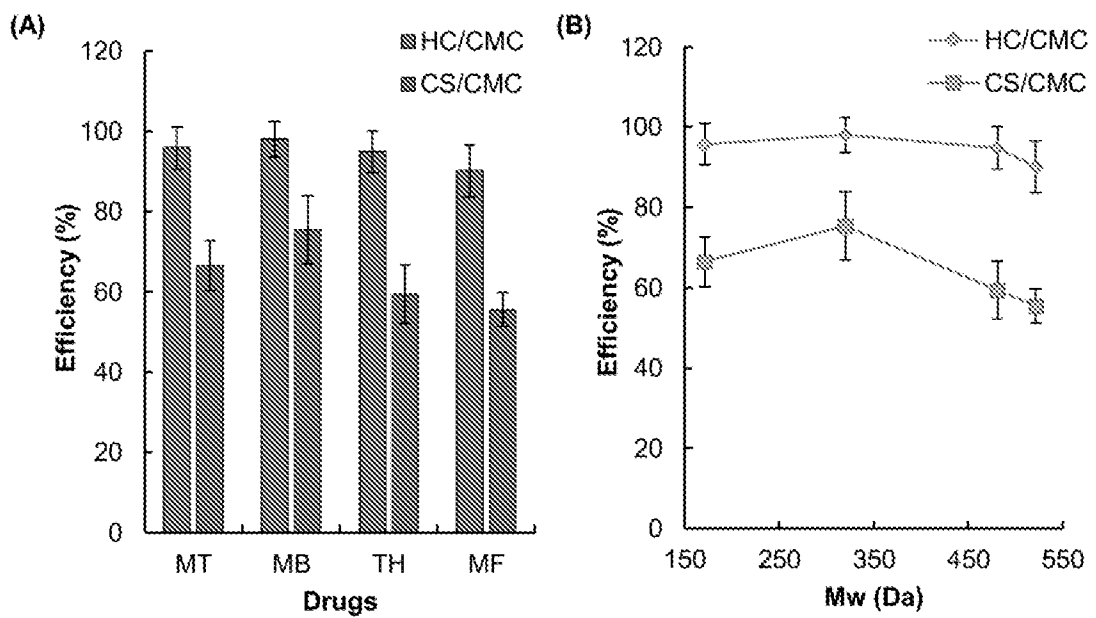 (A)
HC/CMC
CS/CMC
120
100
80
60
40
20
0
Efficiency (%)
MT MB TH MF
Drugs
(B)
HC/CMC
CS/CMC
120
100
80
60
40
20
0
Efficiency (%)
150 250 350 450 550
Mw (Da)